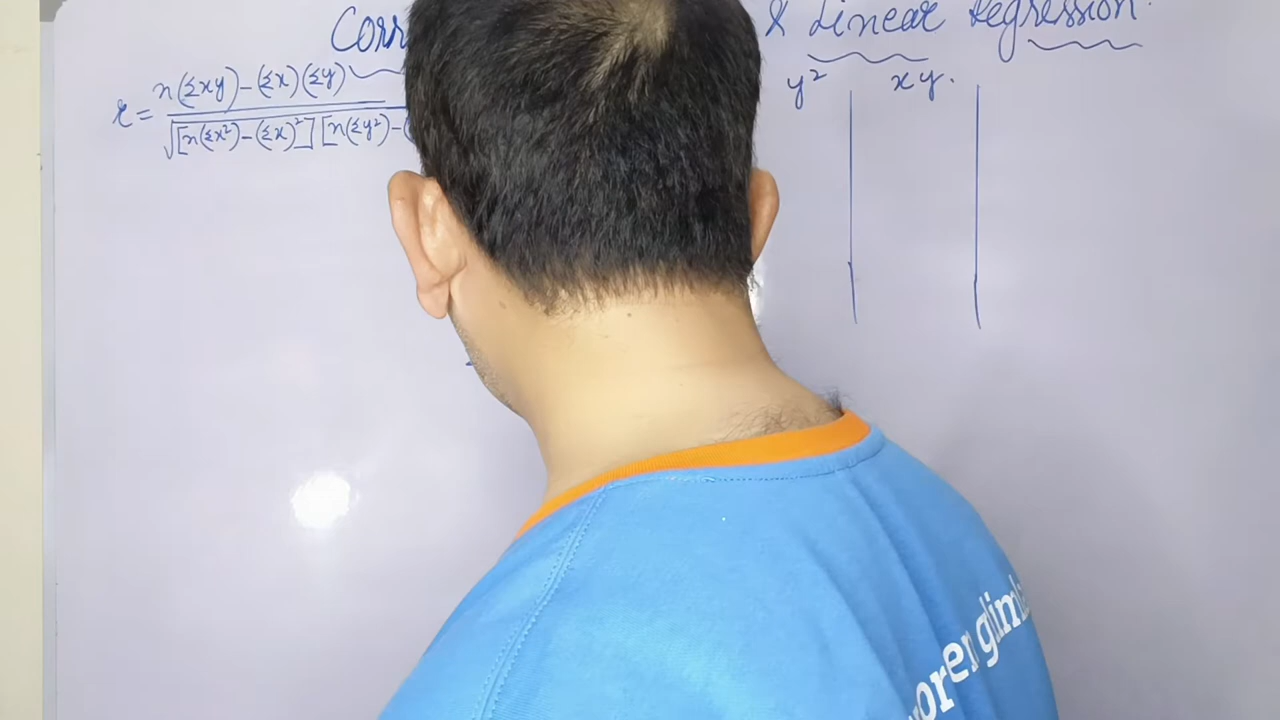 Corr & Linear Regression.
r = n(Σxy)-(Σx)(Σy)
√[n(Σx²)-(Σx)²][n(Σy²)-(
y² xy.